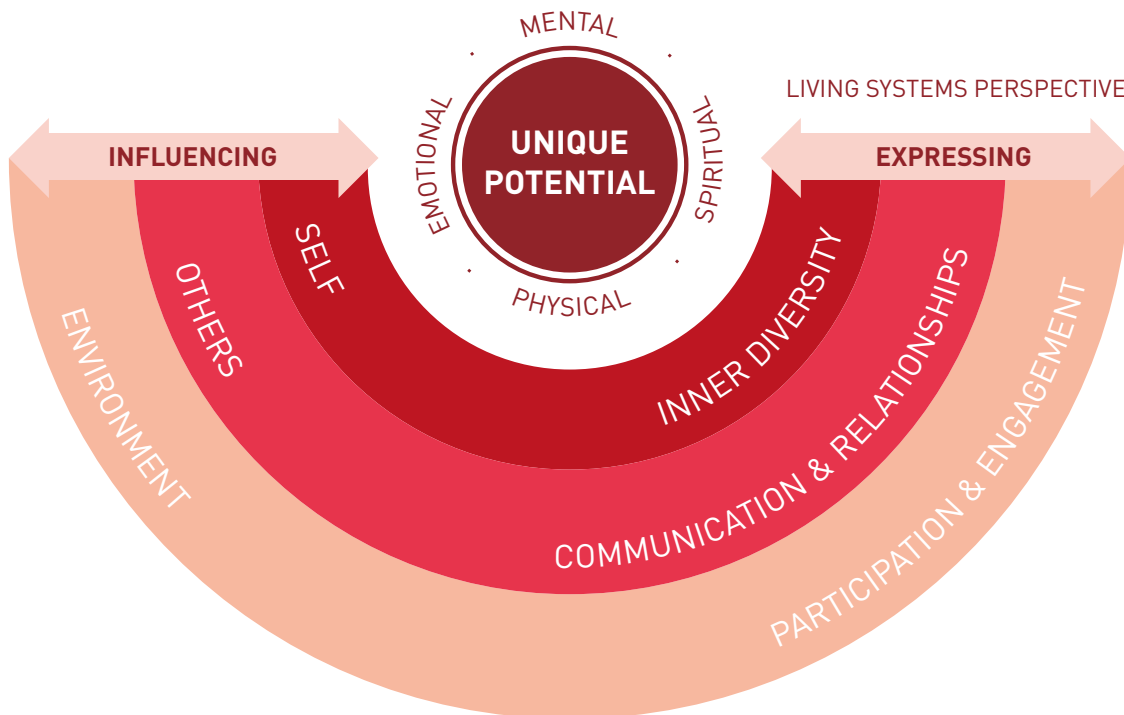 MENTAL
EMOTIONAL
SPIRITUAL
PHYSICAL
UNIQUE
POTENTIAL
LIVING SYSTEMS PERSPECTIVE
INFLUENCING
EXPRESSING
SELF
INNER DIVERSITY
OTHERS
COMMUNICATION & RELATIONSHIPS
ENVIRONMENT
PARTICIPATION & ENGAGEMENT